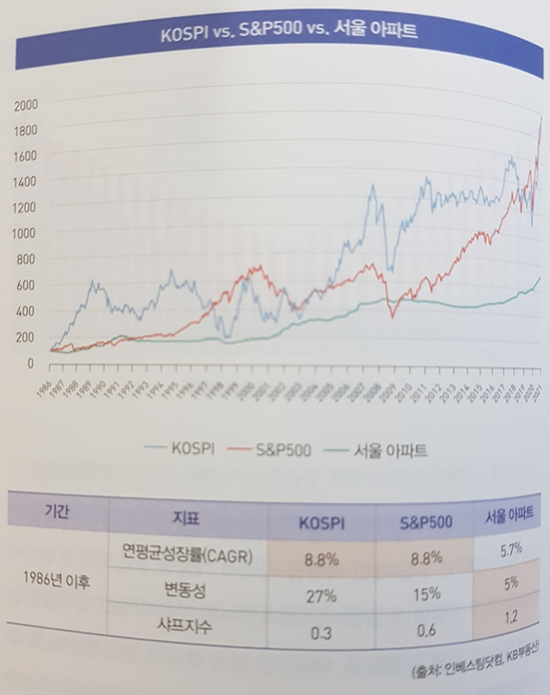 KOSPI vs. S&P500 vs. 서울 아파트
2000
1800
1600
1400
1200
1000
800
600
400
200
0
1986 1987 1988 1989 1990 1991 1992 1993 1994 1995 1996 1997 1998 1999 2000 2001 2002 2003 2004 2005 2006 2007 2008 2009 2010 2011 2012 2013 2014 2015 2016 2017 2018 2019 2020 2021
KOSPI S&P500 서울 아파트
기간 지표 KOSPI S&P500 서울 아파트
1986년 이후 연평균성장률(CAGR) 8.8% 8.8% 5.7%
변동성 27% 15% 5%
샤프지수 0.3 0.6 1.2
(출처: 인베스팅닷컴, KB부동산)